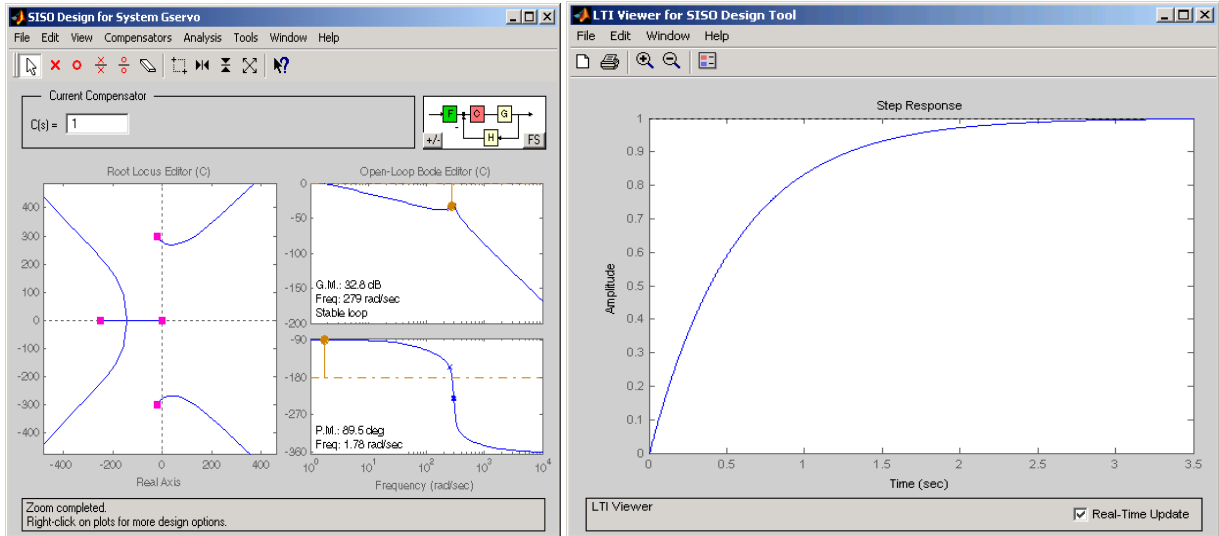 SISO Design for System Gservo
File Edit View Compensators Analysis Tools Window Help
Current Compensator
C(s) = 1
F C G
H
+/- FS
Root Locus Editor (C)
400
300
200
100
0
-100
-200
-300
-400
-400 -200 0 200 400
Real Axis
Open-Loop Bode Editor (C)
0
-50
-100
-150
-200
G.M.: 32.8 dB
Freq: 279 rad/sec
Stable loop
-90
-180
-270
-360
P.M.: 89.5 deg
Freq: 1.78 rad/sec
10^0 10^1 10^2 10^3 10^4
Frequency (rad/sec)
Zoom completed.
Right-click on plots for more design options.
LTI Viewer for SISO Design Tool
File Edit Window Help
Step Response
1
0.9
0.8
0.7
0.6
0.5
0.4
0.3
0.2
0.1
0
Amplitude
0 0.5 1 1.5 2 2.5 3 3.5
Time (sec)
LTI Viewer
Real-Time Update